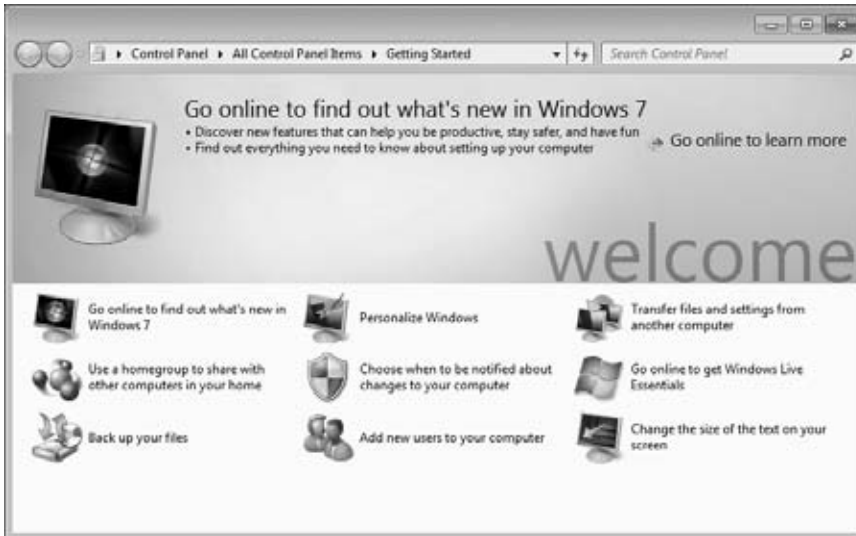 Control Panel ▸ All Control Panel Items ▸ Getting Started
Search Control Panel
Go online to find out what's new in Windows 7
• Discover new features that can help you be productive, stay safer, and have fun
• Find out everything you need to know about setting up your computer
Go online to learn more
welcome
Go online to find out what's new in
Windows 7
Personalize Windows
Transfer files and settings from
another computer
Use a homegroup to share with
other computers in your home
Choose when to be notified about
changes to your computer
Go online to get Windows Live
Essentials
Back up your files
Add new users to your computer
Change the size of the text on your
screen